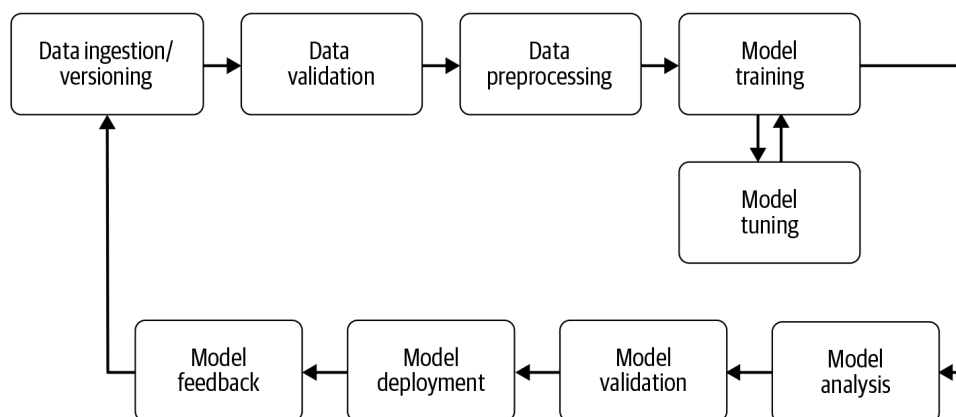 Data ingestion/
versioning
Data
validation
Data
preprocessing
Model
training
Model
tuning
Model
feedback
Model
deployment
Model
validation
Model
analysis